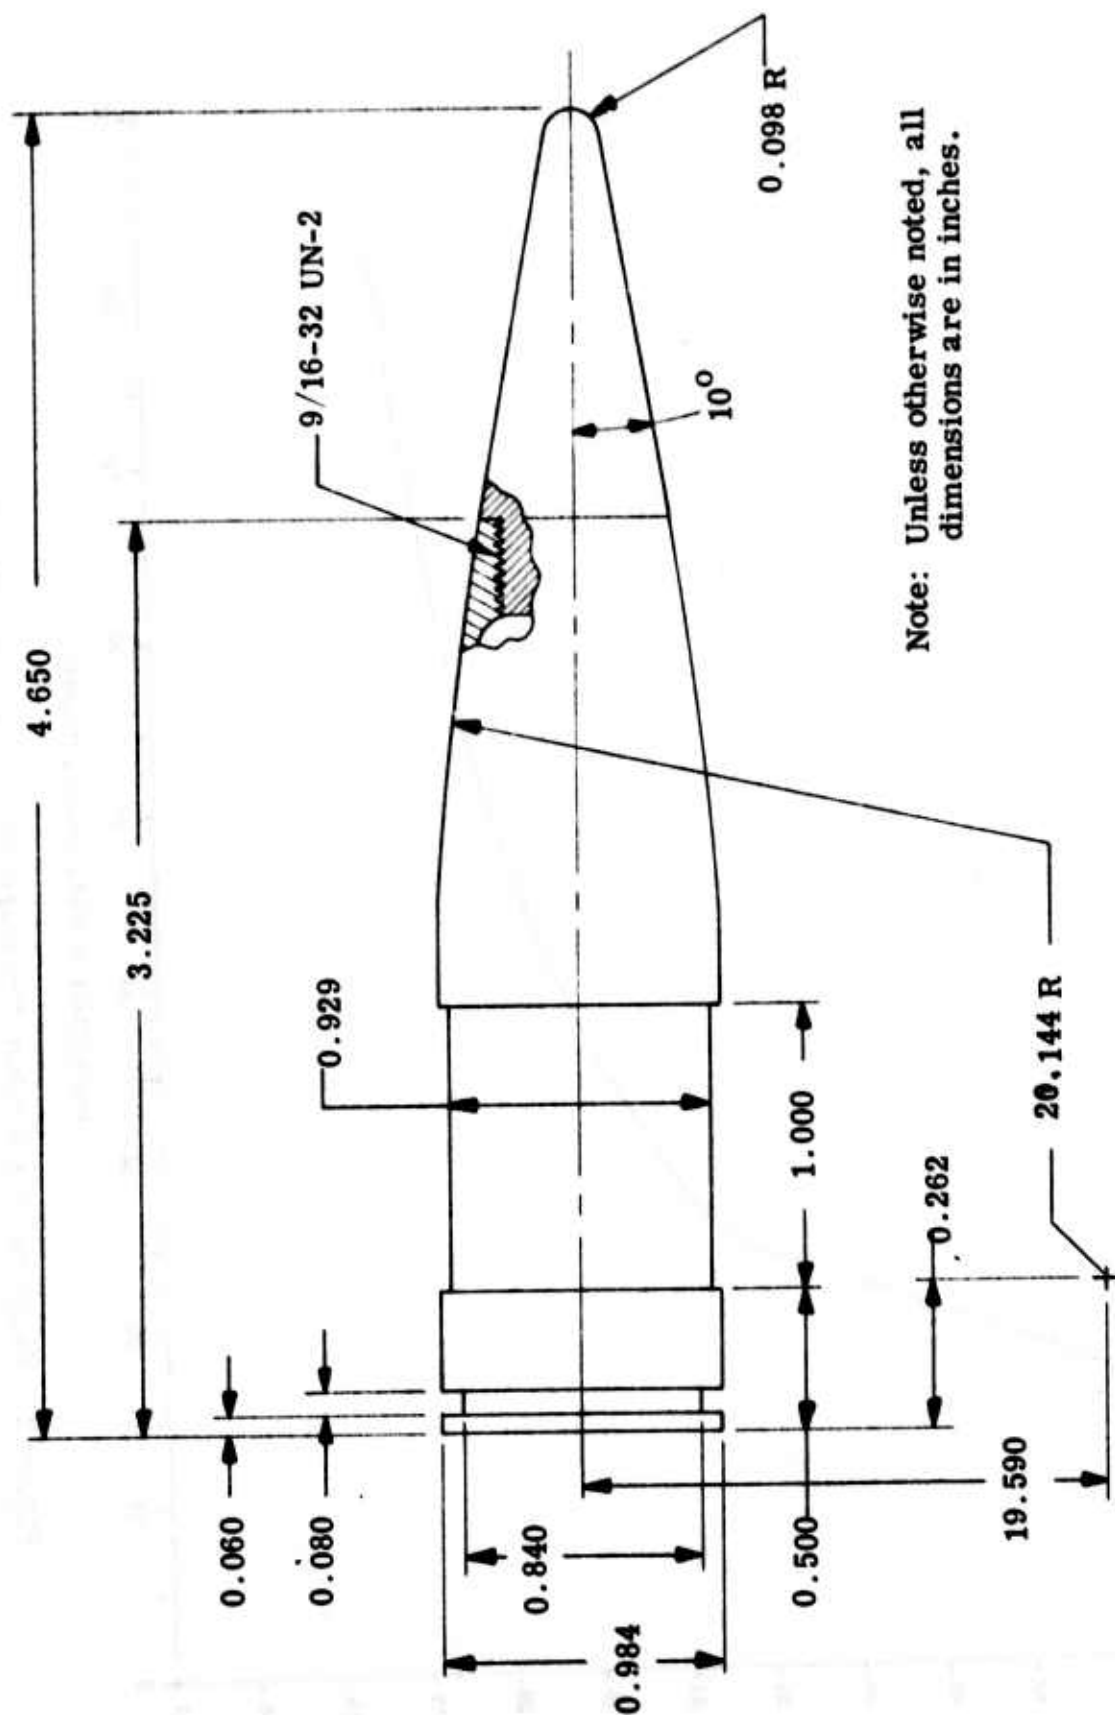 4.650
3.225
9/16-32 UN-2
0.929
0.060
0.080
0.840
0.984
10°
0.098 R
1.000
0.500
0.262
20.144 R
19.590
Note: Unless otherwise noted, all
dimensions are in inches.